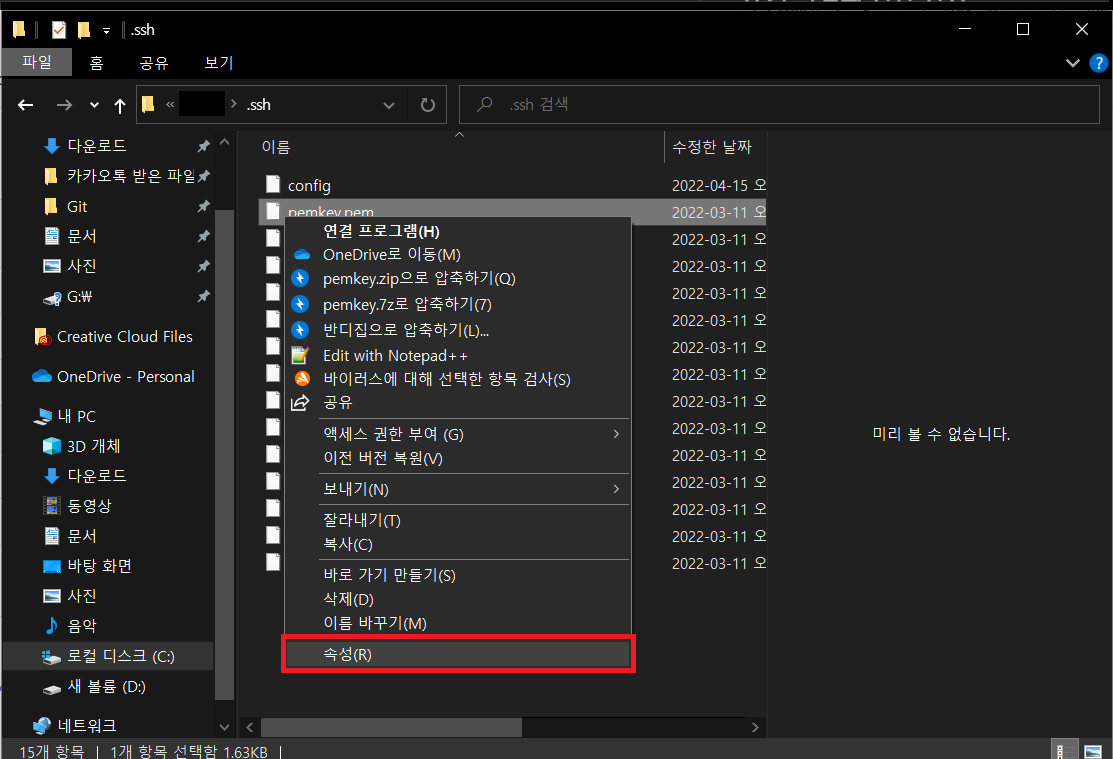 .ssh
파일 홈 공유 보기
« > .ssh
.ssh 검색
다운로드
카카오톡 받은 파일
Git
문서
사진
G:₩
Creative Cloud Files
OneDrive - Personal
내 PC
3D 개체
다운로드
동영상
문서
바탕 화면
사진
음악
로컬 디스크 (C:)
새 볼륨 (D:)
네트워크
이름 수정한 날짜
config 2022-04-15 오
pemkey.pem 2022-03-11 오
2022-03-11 오
2022-03-11 오
2022-03-11 오
2022-03-11 오
2022-03-11 오
2022-03-11 오
2022-03-11 오
2022-03-11 오
2022-03-11 오
2022-03-11 오
2022-03-11 오
2022-03-11 오
2022-03-11 오
연결 프로그램(H)
OneDrive로 이동(M)
pemkey.zip으로 압축하기(Q)
pemkey.7z로 압축하기(7)
반디집으로 압축하기(L)...
Edit with Notepad++
바이러스에 대해 선택한 항목 검사(S)
공유
액세스 권한 부여 (G)
이전 버전 복원(V)
보내기(N)
잘라내기(T)
복사(C)
바로 가기 만들기(S)
삭제(D)
이름 바꾸기(M)
속성(R)
미리 볼 수 없습니다.
15개 항목 | 1개 항목 선택함 1.63KB |